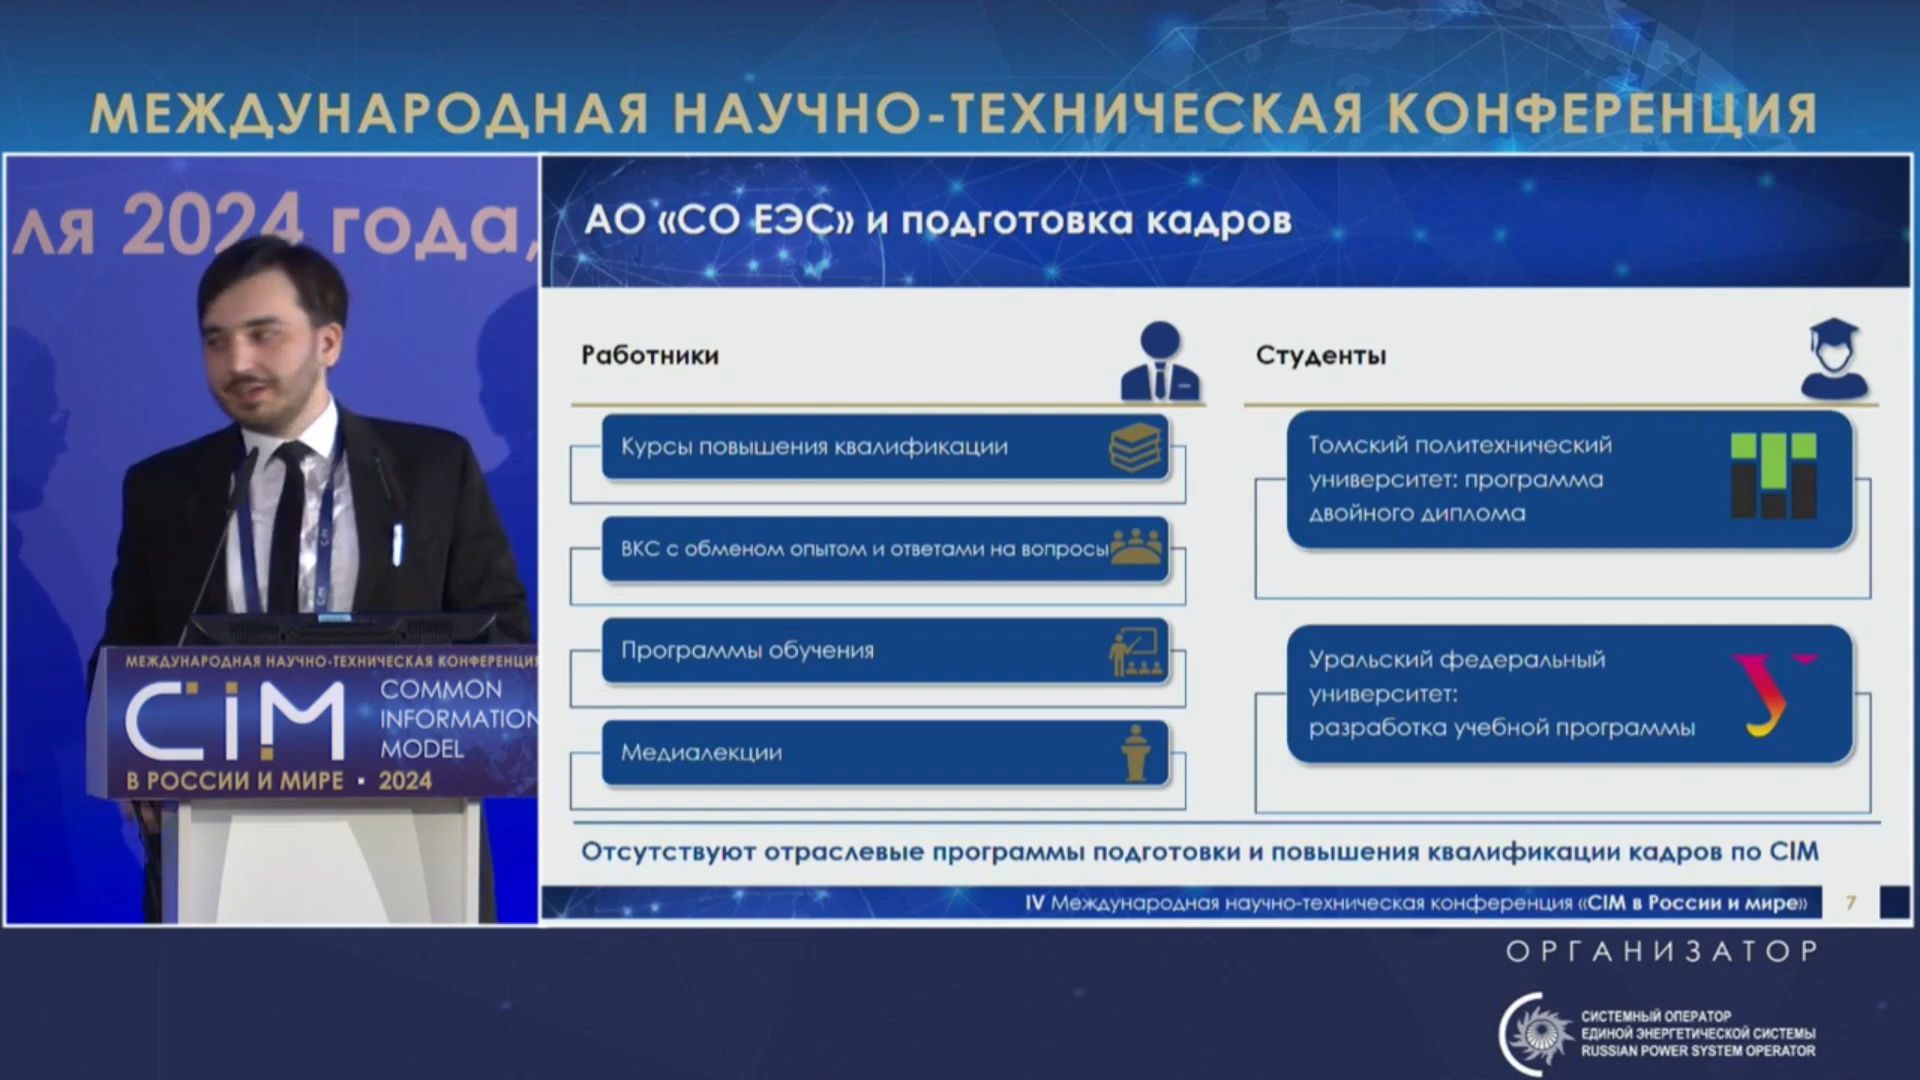 МЕЖДУНАРОДНАЯ НАУЧНО-ТЕХНИЧЕСКАЯ КОНФЕРЕНЦИЯ
ля 2024 года,
МЕЖДУНАРОДНАЯ НАУЧНО-ТЕХНИЧЕСКАЯ КОНФЕРЕНЦИЯ
CIM
COMMON
INFORMATION
MODEL
В РОССИИ И МИРЕ ▪ 2024
АО «СО ЕЭС» и подготовка кадров
Работники
Курсы повышения квалификации
ВКС с обменом опытом и ответами на вопросы
Программы обучения
Медиалекции
Студенты
Томский политехнический
университет: программа
двойного диплома
Уральский федеральный
университет:
разработка учебной программы
Отсутствуют отраслевые программы подготовки и повышения квалификации кадров по CIM
IV Международная научно-техническая конференция «CIM в России и мире»
7
ОРГАНИЗАТОР
СИСТЕМНЫЙ ОПЕРАТОР
ЕДИНОЙ ЭНЕРГЕТИЧЕСКОЙ СИСТЕМЫ
RUSSIAN POWER SYSTEM OPERATOR